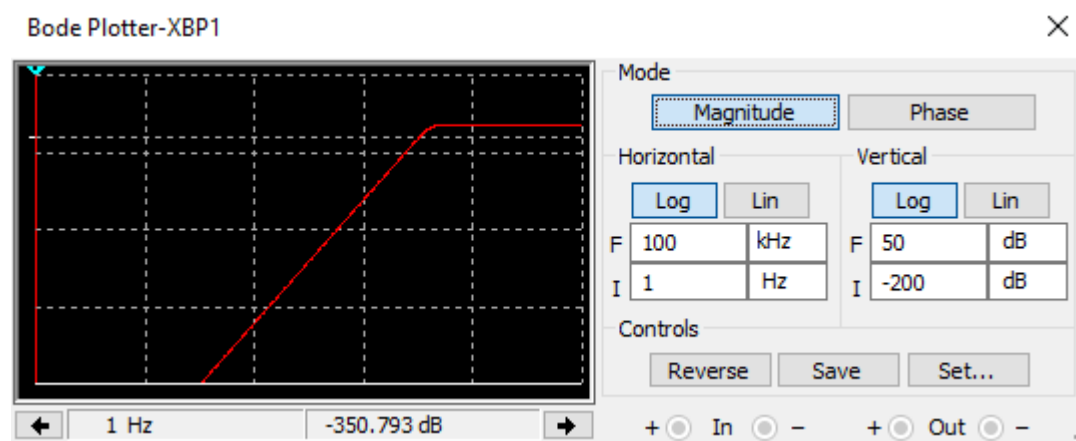 Bode Plotter-XBP1
Mode
Magnitude Phase
Horizontal Vertical
Log Lin Log Lin
F 100 kHz F 50 dB
I 1 Hz I -200 dB
Controls
Reverse Save Set...
1 Hz -350.793 dB + In − + Out −